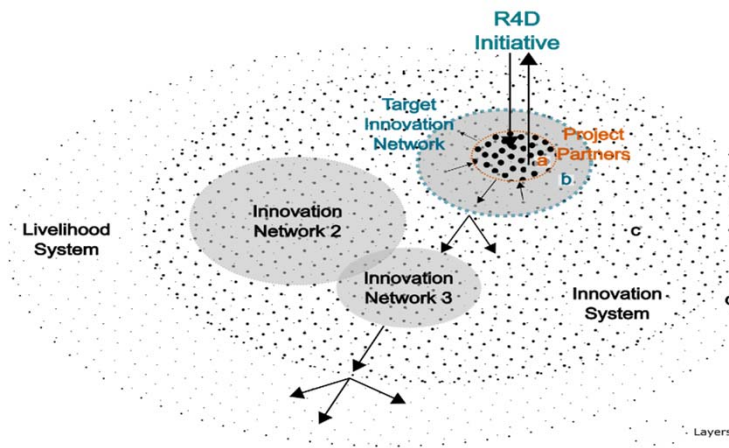 R4D
Initiative
Target
Innovation
Network
Project
Partners
a
b
Innovation
Network 2
Livelihood
System
c
Innovation
Network 3
Innovation
System
Layers